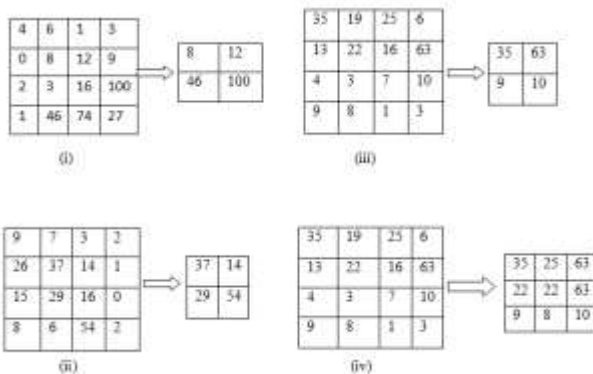 4 6 1 3
0 8 12 9
2 3 16 100
1 46 74 27
8 12
46 100
(i)
35 19 25 6
13 22 16 63
4 3 7 10
9 8 1 3
35 63
9 10
(iii)
9 7 3 2
26 37 14 1
15 29 16 0
8 6 54 2
37 14
29 54
(ii)
35 19 25 6
13 22 16 63
4 3 7 10
9 8 1 3
35 25 63
22 22 63
9 8 10
(iv)